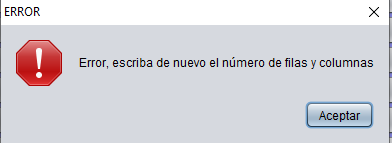 ERROR
Error, escriba de nuevo el número de filas y columnas
Aceptar